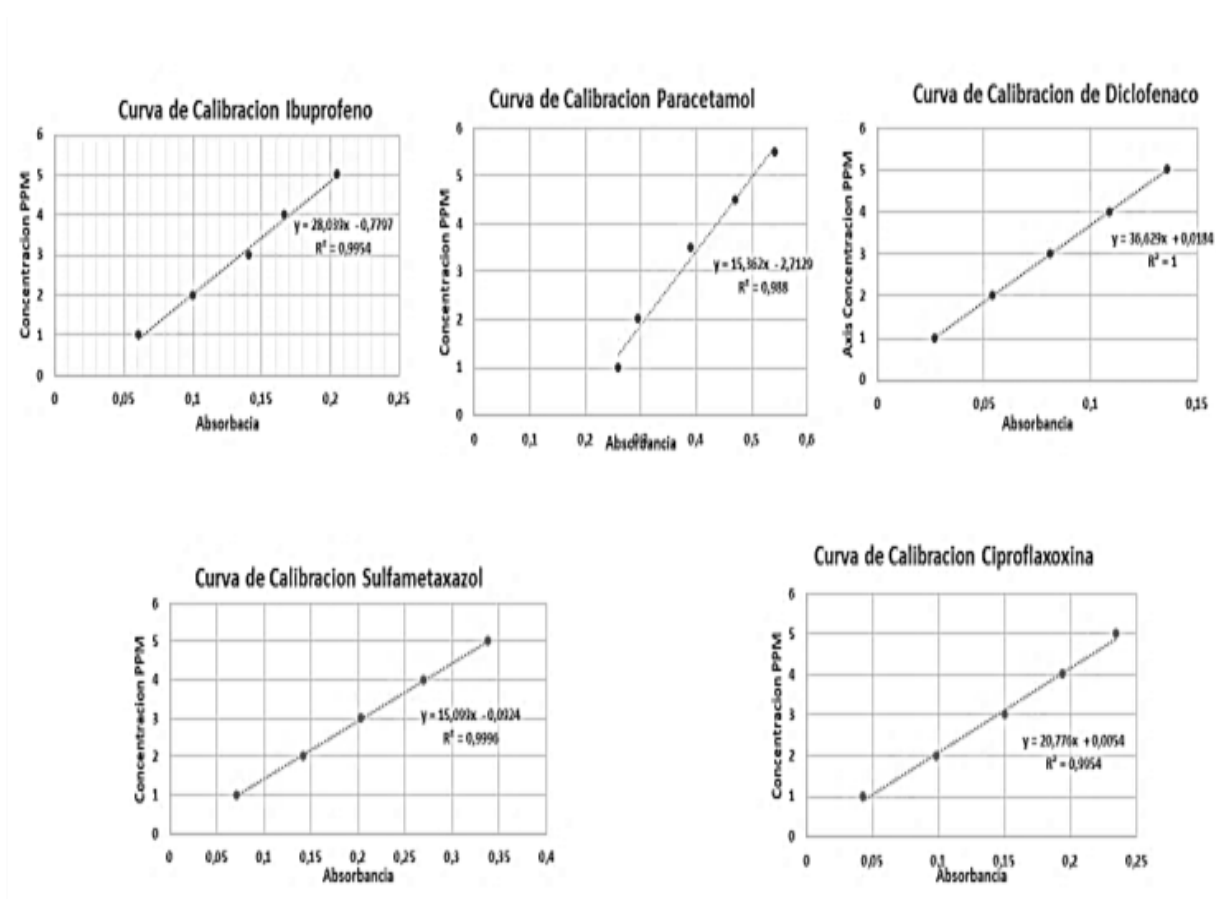 Curva de Calibracion Ibuprofeno
Concentracion PPM
6
5
4
3
2
1
0
y = 28,039x - 0,7797
R² = 0,9954
0 0,05 0,1 0,15 0,2 0,25
Absorbacia
Curva de Calibracion Paracetamol
Concentracion PPM
6
5
4
3
2
1
0
y = 15,362x - 2,7129
R² = 0,988
0 0,1 0,2 0,3 0,4 0,5 0,6
Absorbancia
Curva de Calibracion de Diclofenaco
Axis Concentracion PPM
6
5
4
3
2
1
0
y = 36,629x + 0,0184
R² = 1
0 0,05 0,1 0,15
Absorbancia
Curva de Calibracion Sulfametaxazol
Concentracion PPM
6
5
4
3
2
1
0
y = 15,099x - 0,0924
R² = 0,9996
0 0,05 0,1 0,15 0,2 0,25 0,3 0,35 0,4
Absorbancia
Curva de Calibracion Ciproflaxoxina
Concentracion PPM
6
5
4
3
2
1
0
y = 20,776x + 0,0054
R² = 0,9954
0 0,05 0,1 0,15 0,2 0,25
Absorbancia